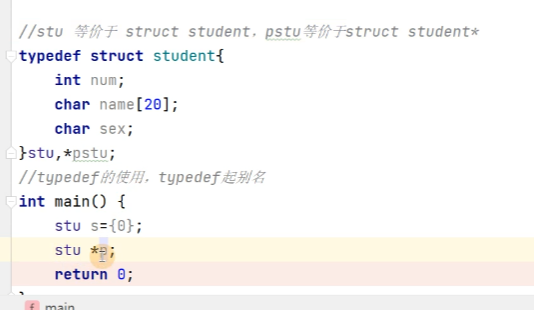 //stu 等价于 struct student，pstu等价于struct student*
typedef struct student{
    int num;
    char name[20];
    char sex;
}stu,*pstu;
//typedef的使用，typedef起别名
int main() {
    stu s={0};
    stu *p;
    return 0;
}
main